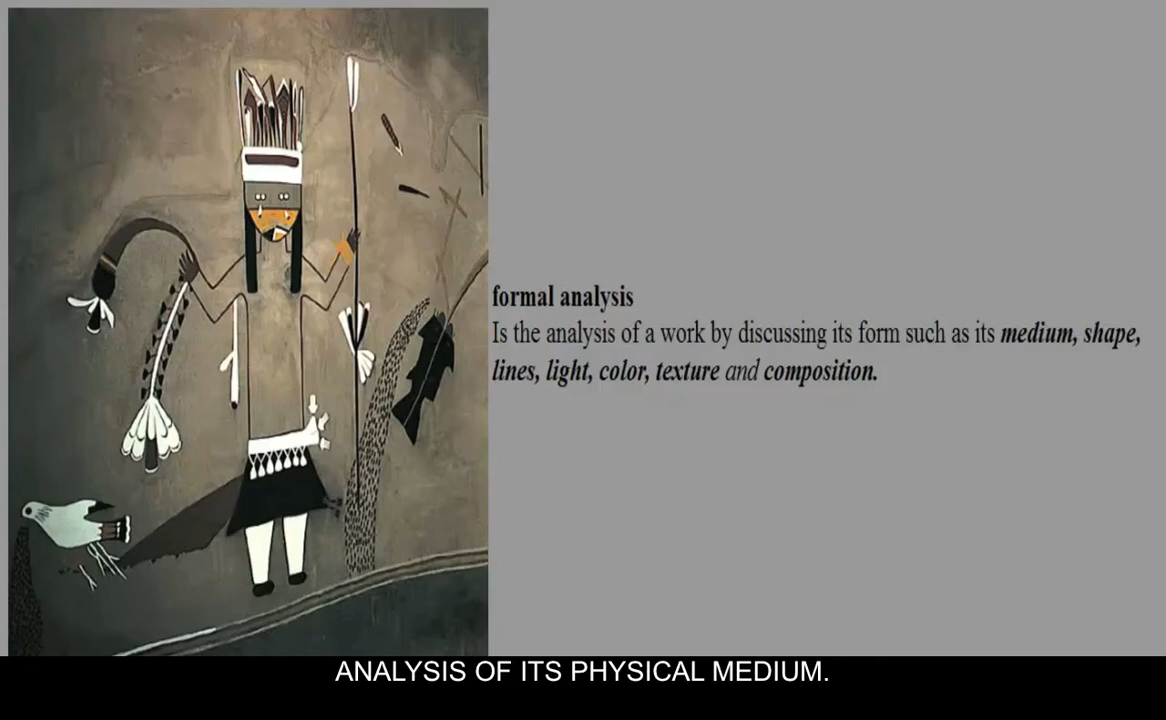 formal analysis
Is the analysis of a work by discussing its form such as its medium, shape,
lines, light, color, texture and composition.
ANALYSIS OF ITS PHYSICAL MEDIUM.